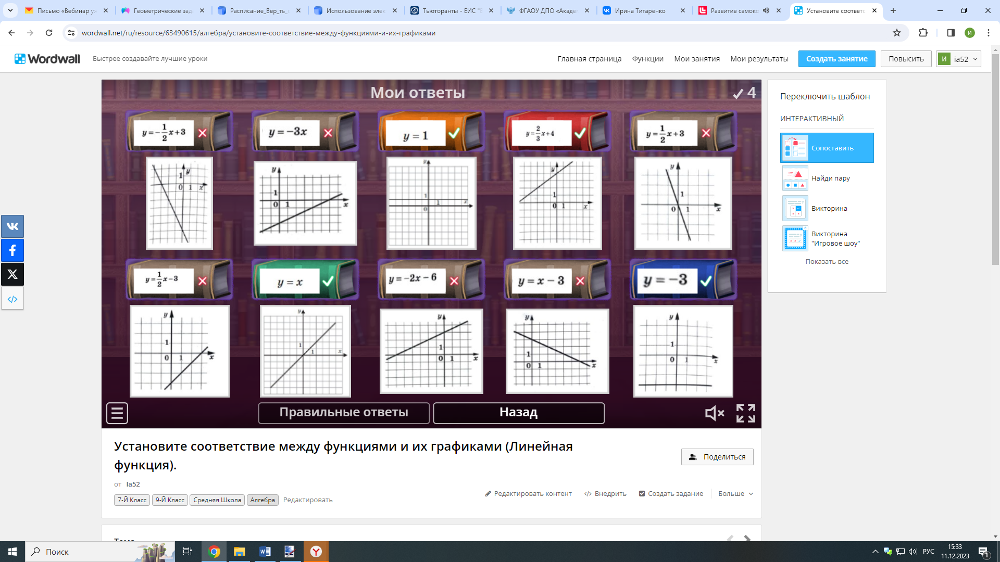 Письмо «Вебинар уж
Геометрические зад
Расписание_Вер_ть_с
Использование элек
Тьюторанты - ЕИС "Е
ФГАОУ ДПО «Акаде
Ирина Титаренко
Развитие самоко
Установите соответс
wordwall.net/ru/resource/63490615/алгебра/установите-соответствие-между-функциями-и-их-графиками
И
Wordwall
Быстрее создавайте лучшие уроки
Главная страница
Функции
Мои занятия
Мои результаты
Создать занятие
Повысить
И ia52
Мои ответы
4
y = -1/2 x + 3
y = -3x
y = 1
y = 2/3 x + 4
y = 1/2 x + 3
y 1 0 1 x
y 1 0 1 x
y 1 1 x 0
y 1 0 1 x
y 1 0 1 x
y = 1/2 x - 3
y = x
y = -2x - 6
y = x - 3
y = -3
y 1 0 1 x
y 1 1 x
y 1 0 1 x
y 1 0 1 x
y 1 0 1 x
Правильные ответы
Назад
Переключить шаблон
ИНТЕРАКТИВНЫЙ
Сопоставить
Найди пару
Викторина
Викторина
"Игровое шоу"
Показать все
Установите соответствие между функциями и их графиками (Линейная
функция).
Поделиться
от Ia52
7-Й Класс
9-Й Класс
Средняя Школа
Алгебра
Редактировать
Редактировать контент
Внедрить
Создать задание
Больше
Тема
Поиск
РУС
15:33
11.12.2023
1